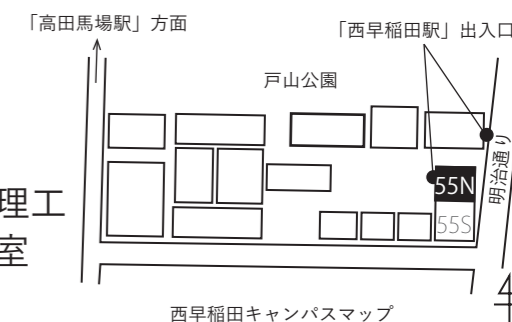 「高田馬場駅」方面
「西早稲田駅」出入口
戸山公園
明治通り
55N
55S
理工
室
西早稲田キャンパスマップ